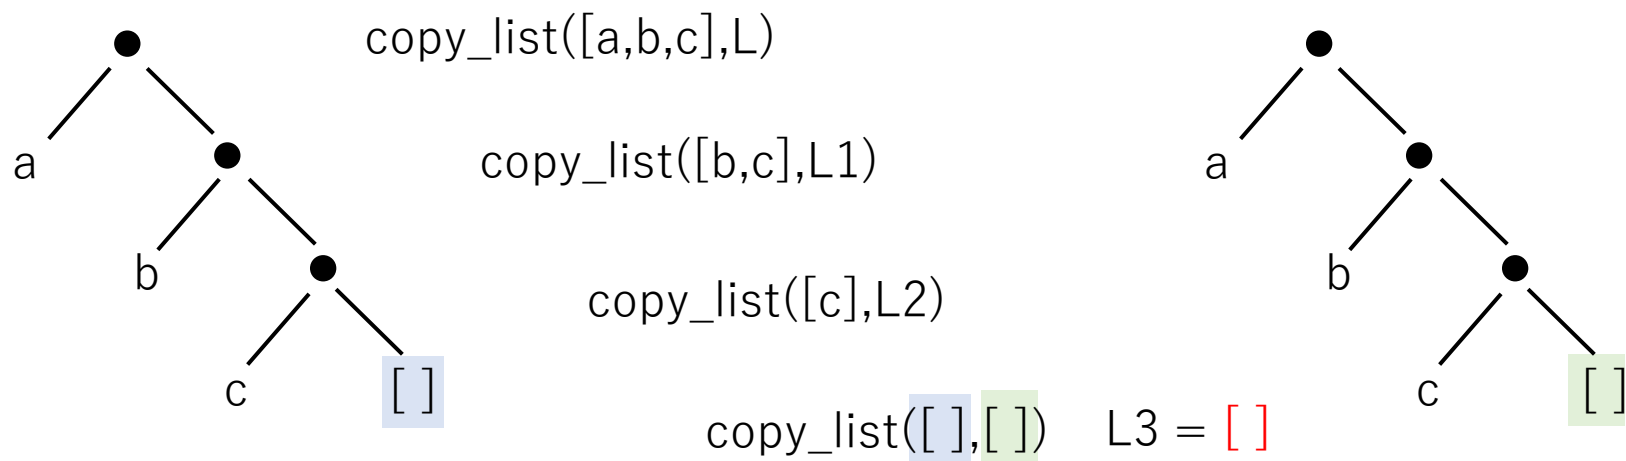 copy_list([a,b,c],L)
a
copy_list([b,c],L1)
a
b
copy_list([c],L2)
b
c
[ ]
c
[ ]
copy_list([ ],[ ]) L3 = [ ]